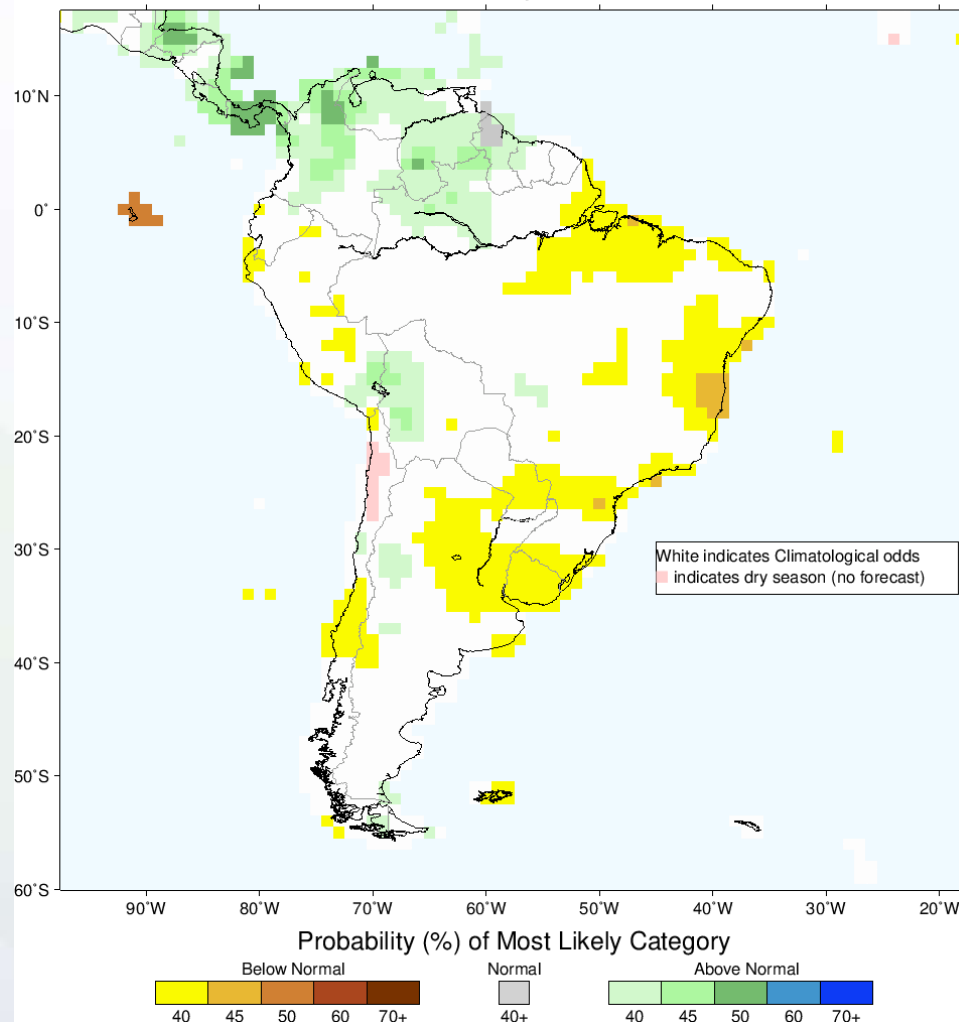 10˚N
0˚
10˚S
20˚S
30˚S
40˚S
50˚S
60˚S
White indicates Climatological odds
indicates dry season (no forecast)
90˚W 80˚W 70˚W 60˚W 50˚W 40˚W 30˚W 20˚W
Probability (%) of Most Likely Category
Below Normal Normal Above Normal
40 45 50 60 70+ 40+ 40 45 50 60 70+